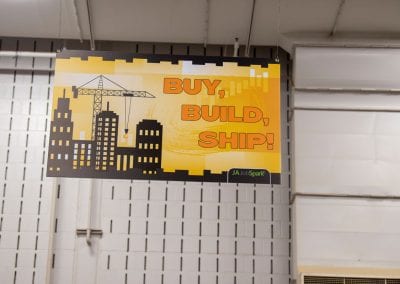 BUY,
BUILD,
SHIP!
JA JobSpark